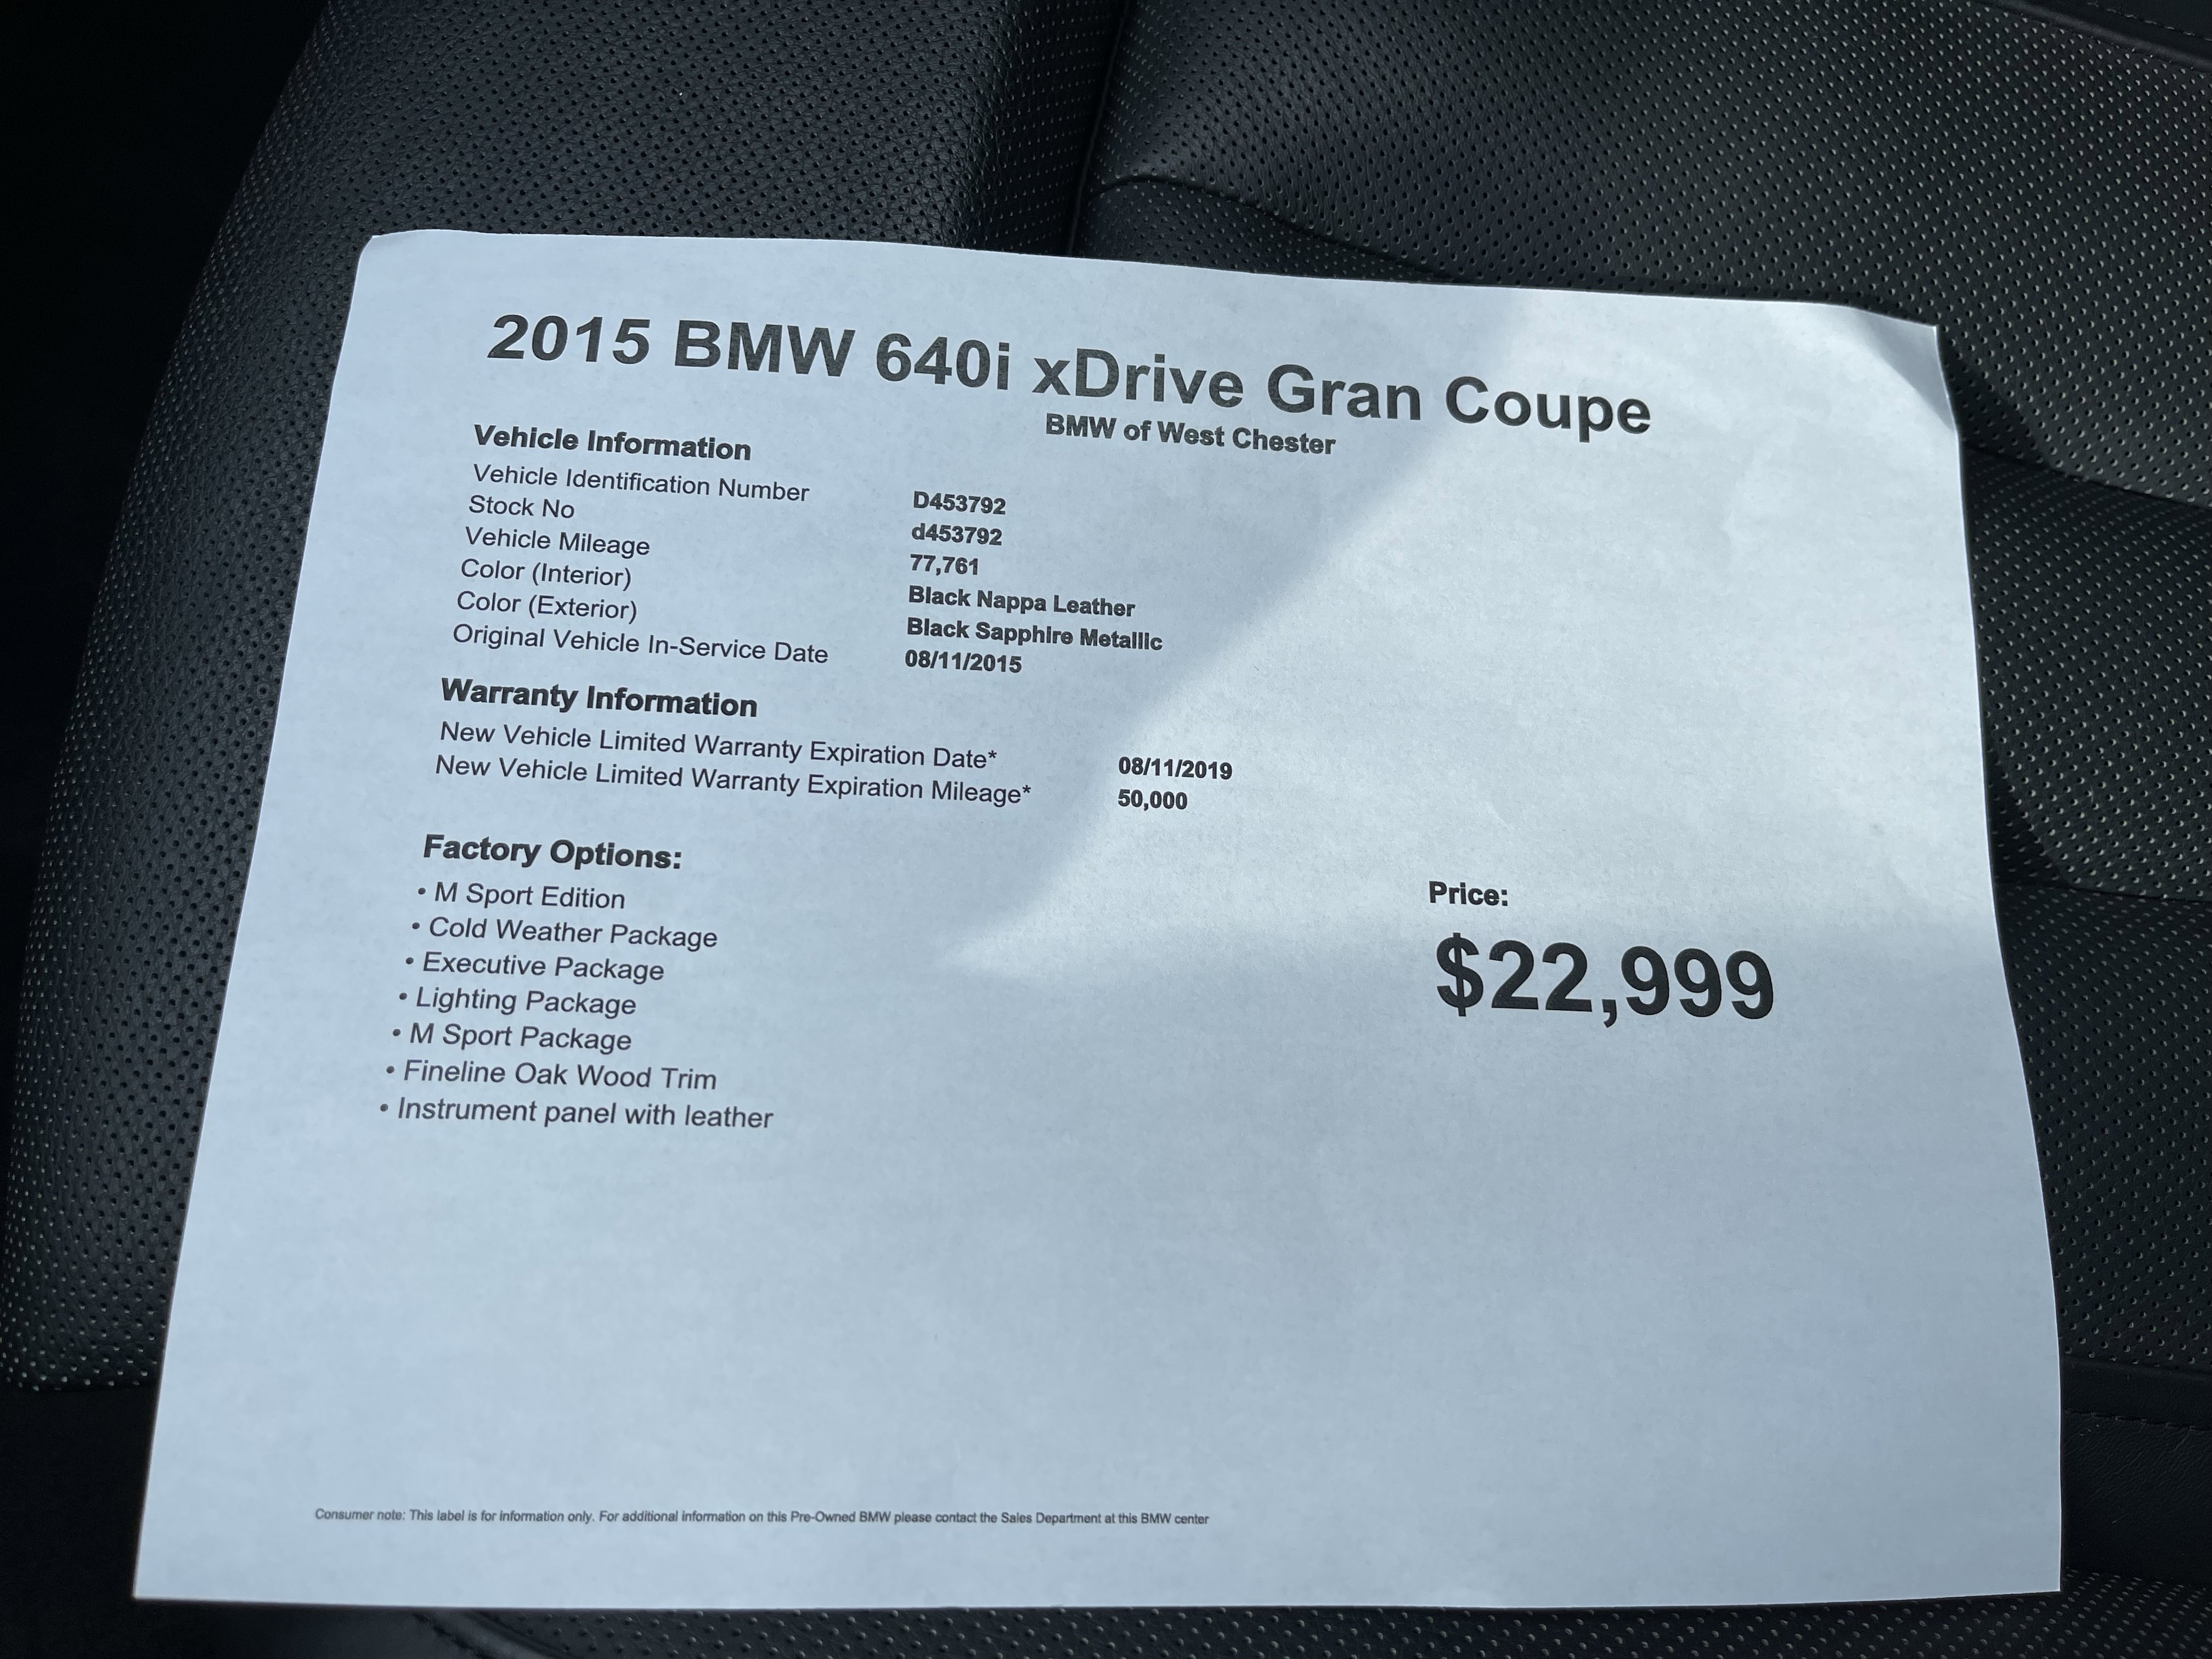 2015 BMW 640i xDrive Gran Coupe
BMW of West Chester
Vehicle Information
Vehicle Identification Number D453792
Stock No d453792
Vehicle Mileage 77,761
Color (Interior) Black Nappa Leather
Color (Exterior) Black Sapphire Metallic
Original Vehicle In-Service Date 08/11/2015
Warranty Information
New Vehicle Limited Warranty Expiration Date* 08/11/2019
New Vehicle Limited Warranty Expiration Mileage* 50,000
Factory Options:
• M Sport Edition
• Cold Weather Package
• Executive Package
• Lighting Package
• M Sport Package
• Fineline Oak Wood Trim
• Instrument panel with leather
Price:
$22,999
Consumer note: This label is for information only. For additional information on this Pre-Owned BMW please contact the Sales Department at this BMW center